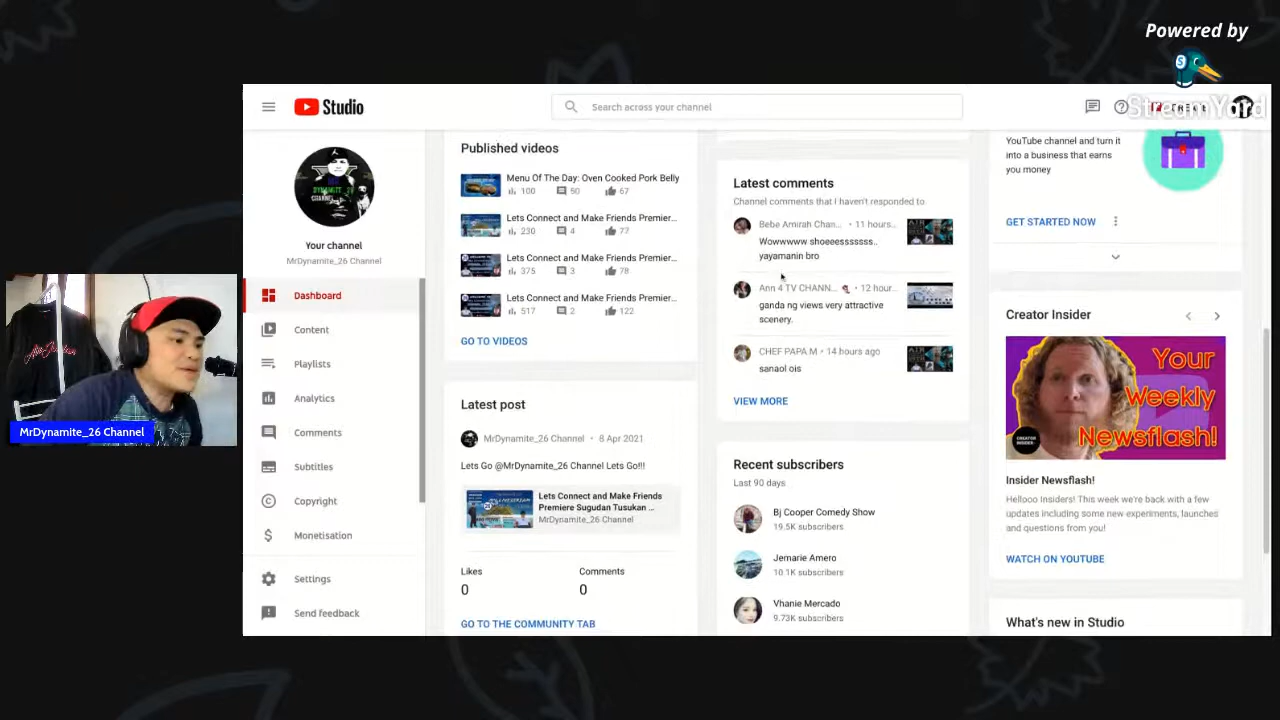 Powered by
StreamYard
Studio
Search across your channel
Your channel
MrDynamite_26 Channel
Dashboard
Content
Playlists
Analytics
Comments
Subtitles
Copyright
Monetisation
Settings
Send feedback
MrDynamite_26 Channel
Published videos
Menu Of The Day: Oven Cooked Pork Belly
100 50 67
Lets Connect and Make Friends Premier...
230 4 77
Lets Connect and Make Friends Premier...
375 3 78
Lets Connect and Make Friends Premier...
517 2 122
GO TO VIDEOS
Latest post
MrDynamite_26 Channel • 8 Apr 2021
Lets Go @MrDynamite_26 Channel Lets Go!!!
Lets Connect and Make Friends
Premiere Sugudan Tusukan ...
MrDynamite_26 Channel
Likes Comments
0 0
GO TO THE COMMUNITY TAB
Latest comments
Channel comments that I haven't responded to
Bebe Amirah Chan... • 11 hours...
Wowwwww shoeeesssssss..
yayamanin bro
Ann 4 TV CHANN... • 12 hour...
ganda ng views very attractive
scenery.
CHEF PAPA M • 14 hours ago
sanaol ois
VIEW MORE
Recent subscribers
Last 90 days
Bj Cooper Comedy Show
19.5K subscribers
Jemarie Amero
10.1K subscribers
Vhanie Mercado
9.73K subscribers
YouTube channel and turn it
into a business that earns
you money
GET STARTED NOW
Creator Insider
Your
Weekly
Newsflash!
CREATOR
INSIDER
Insider Newsflash!
Hellooo Insiders! This week we're back with a few
updates including some new experiments, launches
and questions from you!
WATCH ON YOUTUBE
What's new in Studio